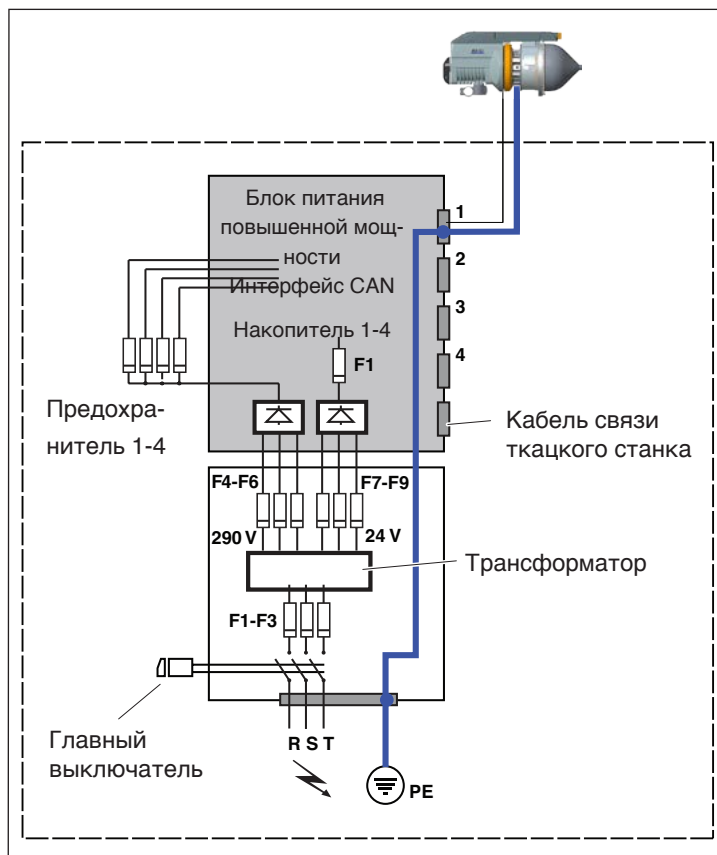 Блок питания
повышенной мощ-
ности
Интерфейс CAN
Накопитель 1-4
1
2
3
4
F1
Предохра-
нитель 1-4
Кабель связи
ткацкого станка
F4-F6
F7-F9
290 V
24 V
Трансформатор
F1-F3
Главный
выключатель
R S T
PE